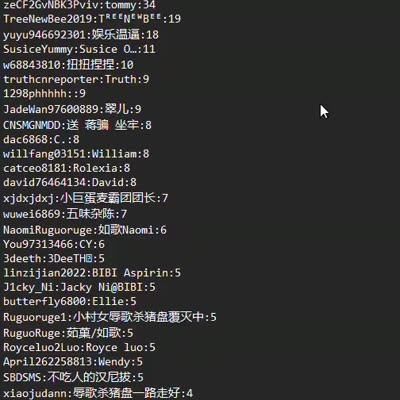 zeCF2GvNBK3Pviv:tommy:34
TreeNewBee2019:TᴿᴱᴱNᴱᵂBᴱᴱ:19
yuyu946692301:娱乐温逼:18
SusiceYummy:Susice O…:11
w68843810:扭扭捏捏:10
truthcnreporter:Truth:9
1298phhhhh::9
JadeWan97600889:翠儿:9
CNSMGNMDD:送 蒋骗 坐牢:8
dac6868:C.:8
willfang03151:William:8
catceo8181:Rolexia:8
david76464134:David:8
xjdxjdxj:小巨蛋麦霸团团长:7
wuwei6869:五味杂陈:7
NaomiRuguoruge:如歌Naomi:6
You97313466:CY:6
3deeth:3DeeTH:5
linzijian2022:BIBI Aspirin:5
J1cky_Ni:Jacky Ni@BIBI:5
butterfly6800:Ellie:5
Ruguoruge1:小村女辱歌杀猪盘覆灭中:5
RuguoRuge:茹菓/如歌:5
Royceluo2Luo:Royce luo:5
April262258813:Wendy:5
SBDSMS:不吃人的汉尼拔:5
xiaojudann:辱歌杀猪盘一路走好:4